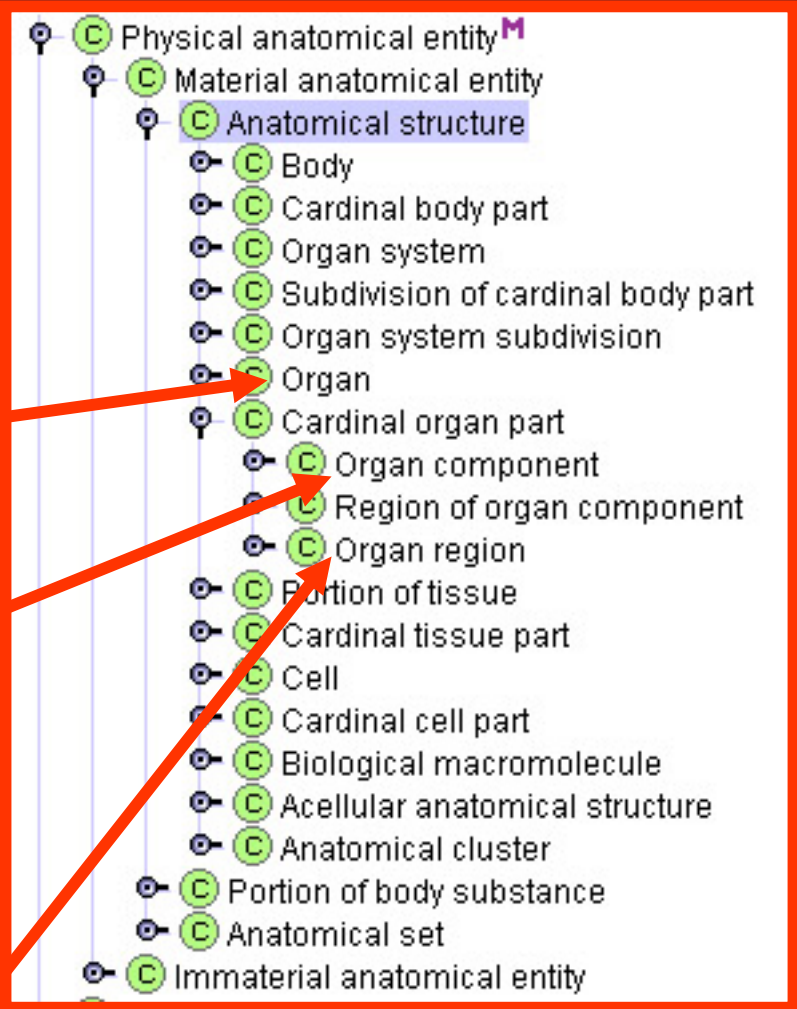 C Physical anatomical entity M
C Material anatomical entity
C Anatomical structure
C Body
C Cardinal body part
C Organ system
C Subdivision of cardinal body part
C Organ system subdivision
C Organ
C Cardinal organ part
C Organ component
C Region of organ component
C Organ region
C Portion of tissue
C Cardinal tissue part
C Cell
C Cardinal cell part
C Biological macromolecule
C Acellular anatomical structure
C Anatomical cluster
C Portion of body substance
C Anatomical set
C Immaterial anatomical entity